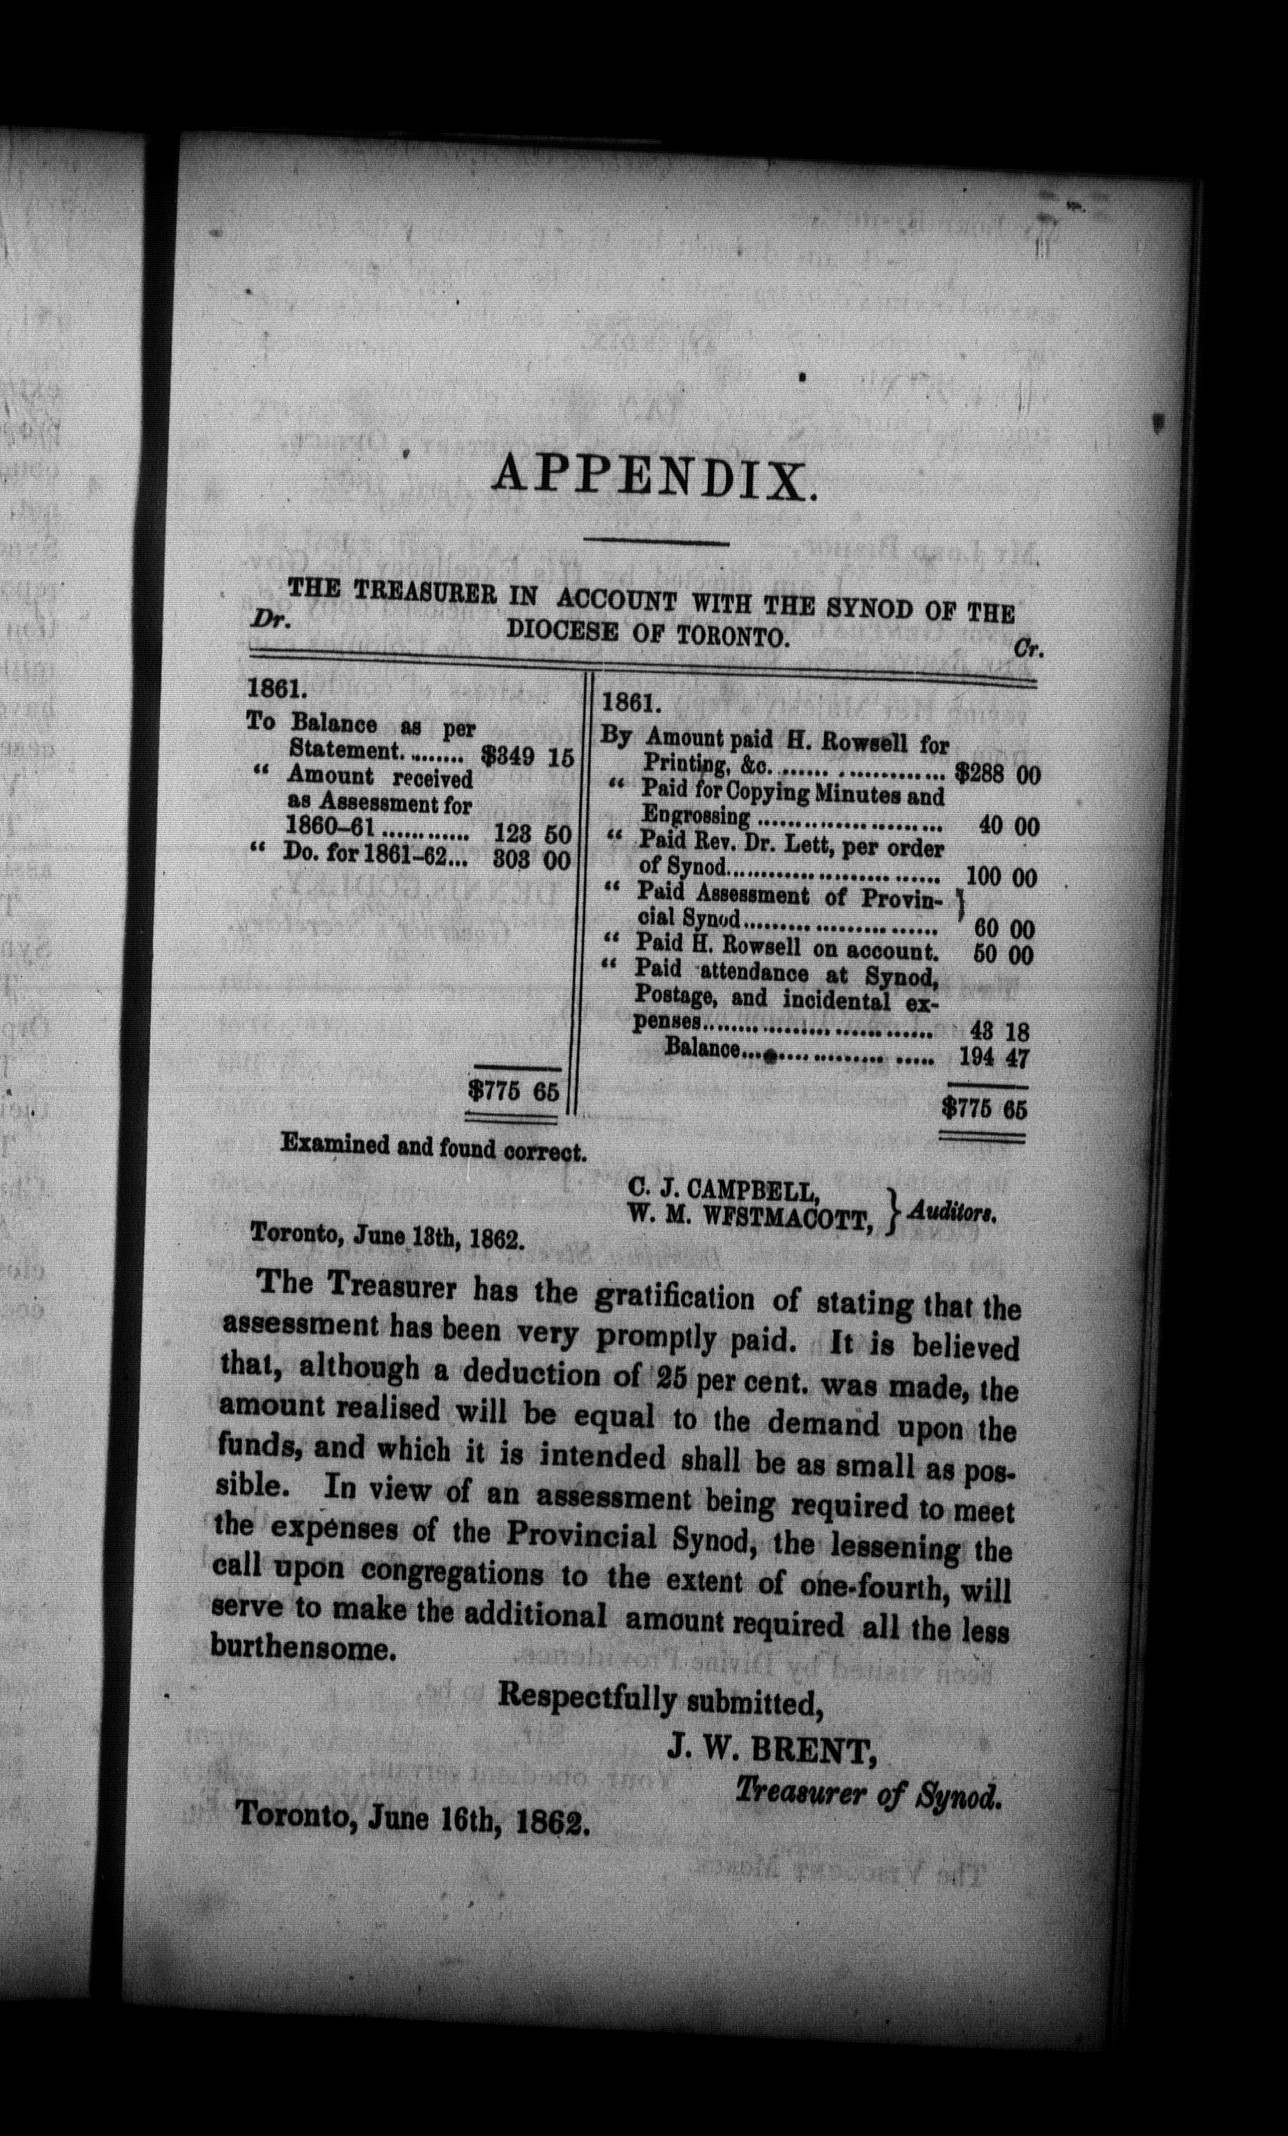 APPENDIX.
THE TREASURER IN ACCOUNT WITH THE SYNOD OF THE
Dr. DIOCESE OF TORONTO. Cr.
1861.
To Balance as per
Statement......... $349 15
“ Amount received
as Assessment for
1860-61............ 123 50
“ Do. for 1861-62... 303 00
$775 65
1861.
By Amount paid H. Rowsell for
Printing, &c. ..................... $288 00
“ Paid for Copying Minutes and
Engrossing ........................ 40 00
“ Paid Rev. Dr. Lett, per order
of Synod............................ 100 00
“ Paid Assessment of Provin- }
cial Synod.......................... 60 00
“ Paid H. Rowsell on account. 50 00
“ Paid attendance at Synod,
Postage, and incidental ex-
penses................................ 43 18
Balance......................... 194 47
$775 65
Examined and found correct.
C. J. CAMPBELL,
W. M. WFSTMACOTT, } Auditors.
Toronto, June 13th, 1862.
The Treasurer has the gratification of stating that the
assessment has been very promptly paid. It is believed
that, although a deduction of 25 per cent. was made, the
amount realised will be equal to the demand upon the
funds, and which it is intended shall be as small as pos-
sible. In view of an assessment being required to meet
the expenses of the Provincial Synod, the lessening the
call upon congregations to the extent of one-fourth, will
serve to make the additional amount required all the less
burthensome.
Respectfully submitted,
J. W. BRENT,
Treasurer of Synod.
Toronto, June 16th, 1862.